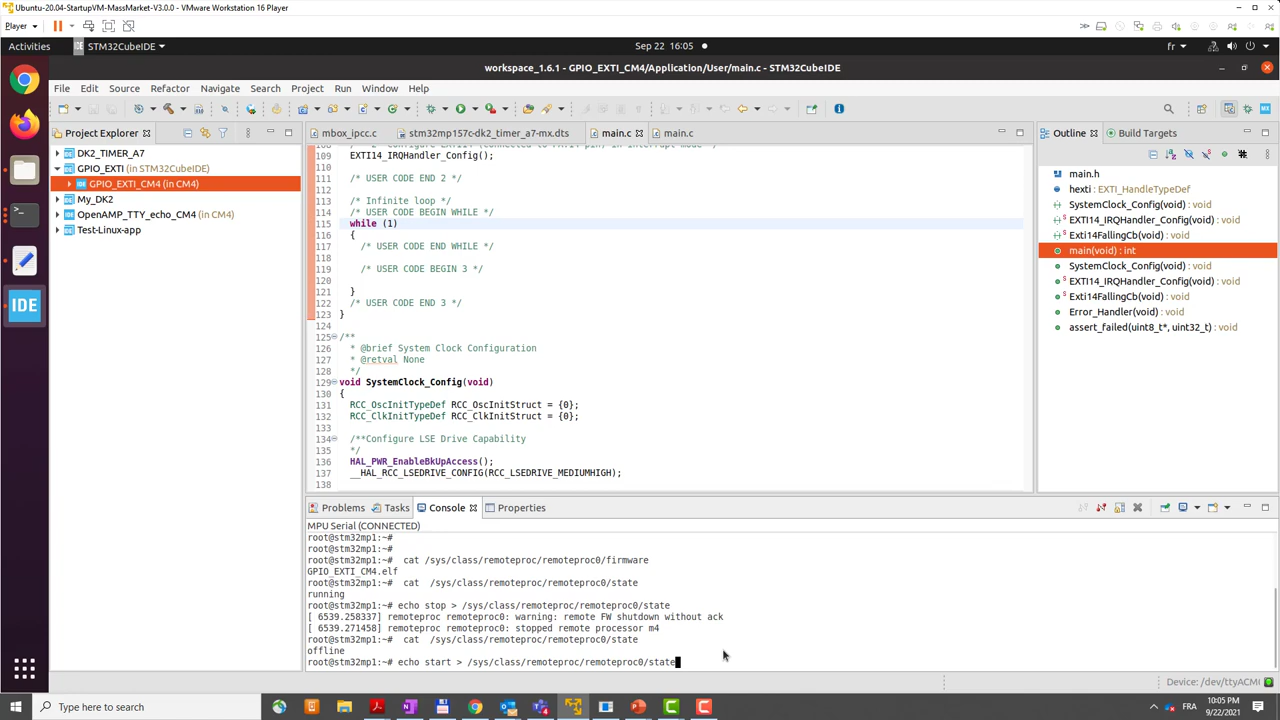 Ubuntu-20.04-StartupVM-MassMarket-V3.0.0 - VMware Workstation 16 Player
Player
Activities
STM32CubeIDE
Sep 22 16:05
fr
workspace_1.6.1 - GPIO_EXTI_CM4/Application/User/main.c - STM32CubeIDE
File Edit Source Refactor Navigate Search Project Run Window Help
Project Explorer
DK2_TIMER_A7
GPIO_EXTI (in STM32CubeIDE)
GPIO_EXTI_CM4 (in CM4)
My_DK2
OpenAMP_TTY_echo_CM4 (in CM4)
Test-Linux-app
mbox_ipcc.c
stm32mp157c-dk2_timer_a7-mx.dts
main.c
main.c
109 EXTI14_IRQHandler_Config();
110
111 /* USER CODE END 2 */
112
113 /* Infinite loop */
114 /* USER CODE BEGIN WHILE */
115 while (1)
116 {
117 /* USER CODE END WHILE */
118
119 /* USER CODE BEGIN 3 */
120
121 }
122 /* USER CODE END 3 */
123 }
124
125 /**
126 * @brief System Clock Configuration
127 * @retval None
128 */
129 void SystemClock_Config(void)
130 {
131 RCC_OscInitTypeDef RCC_OscInitStruct = {0};
132 RCC_ClkInitTypeDef RCC_ClkInitStruct = {0};
133
134 /**Configure LSE Drive Capability
135 */
136 HAL_PWR_EnableBkUpAccess();
137 __HAL_RCC_LSEDRIVE_CONFIG(RCC_LSEDRIVE_MEDIUMHIGH);
138
Outline
Build Targets
main.h
hexti : EXTI_HandleTypeDef
SystemClock_Config(void) : void
EXTI14_IRQHandler_Config(void) : void
Exti14FallingCb(void) : void
main(void) : int
SystemClock_Config(void) : void
EXTI14_IRQHandler_Config(void) : void
Exti14FallingCb(void) : void
Error_Handler(void) : void
assert_failed(uint8_t*, uint32_t) : void
Problems
Tasks
Console
Properties
MPU Serial (CONNECTED)
root@stm32mp1:~#
root@stm32mp1:~#
root@stm32mp1:~# cat /sys/class/remoteproc/remoteproc0/firmware
GPIO_EXTI_CM4.elf
root@stm32mp1:~# cat /sys/class/remoteproc/remoteproc0/state
running
root@stm32mp1:~# echo stop > /sys/class/remoteproc/remoteproc0/state
[ 6539.258337] remoteproc remoteproc0: warning: remote FW shutdown without ack
[ 6539.271458] remoteproc remoteproc0: stopped remote processor m4
root@stm32mp1:~# cat /sys/class/remoteproc/remoteproc0/state
offline
root@stm32mp1:~# echo start > /sys/class/remoteproc/remoteproc0/state
Device: /dev/ttyACM
Type here to search
FRA
10:05 PM
9/22/2021